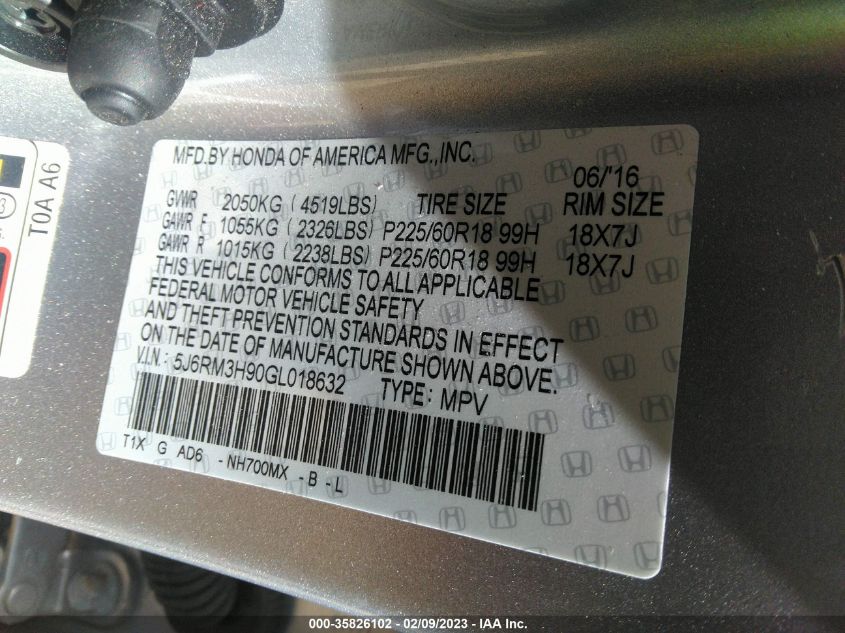 MFD.BY HONDA OF AMERICA MFG.,INC.
06/'16
GVWR 2050KG (4519LBS) TIRE SIZE RIM SIZE
GAWR F 1055KG (2326LBS) P225/60R18 99H 18X7J
GAWR R 1015KG (2238LBS) P225/60R18 99H 18X7J
THIS VEHICLE CONFORMS TO ALL APPLICABLE
FEDERAL MOTOR VEHICLE SAFETY
AND THEFT PREVENTION STANDARDS IN EFFECT
ON THE DATE OF MANUFACTURE SHOWN ABOVE.
V.I.N: 5J6RM3H90GL018632 TYPE: MPV
T1X G AD6 - NH700MX - B - L
T0A A6
000-35826102 - 02/09/2023 - IAA Inc.